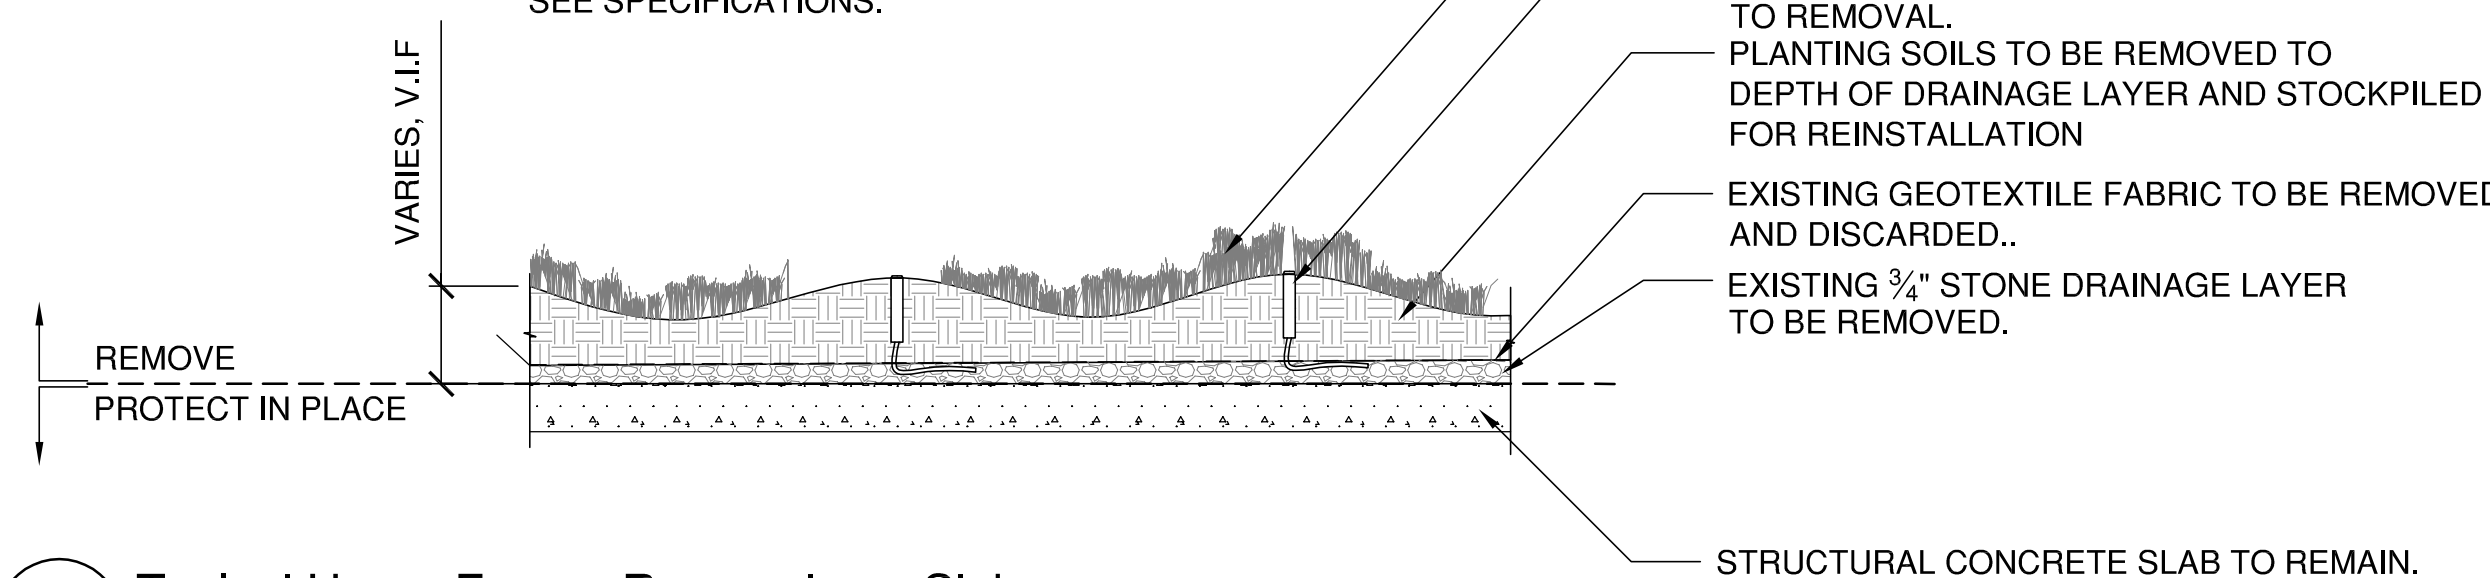 SEE SPECIFICATIONS.
TO REMOVAL.
PLANTING SOILS TO BE REMOVED TO
DEPTH OF DRAINAGE LAYER AND STOCKPILED
FOR REINSTALLATION
VARIES, V.I.F
EXISTING GEOTEXTILE FABRIC TO BE REMOVED
AND DISCARDED..
EXISTING ¾" STONE DRAINAGE LAYER
TO BE REMOVED.
REMOVE
PROTECT IN PLACE
STRUCTURAL CONCRETE SLAB TO REMAIN.